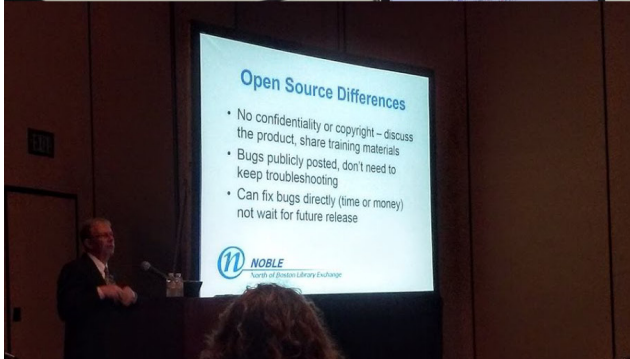 Open Source Differences
• No confidentiality or copyright – discuss
the product, share training materials
• Bugs publicly posted, don't need to
keep troubleshooting
• Can fix bugs directly (time or money)
not wait for future release
n NOBLE
North of Boston Library Exchange